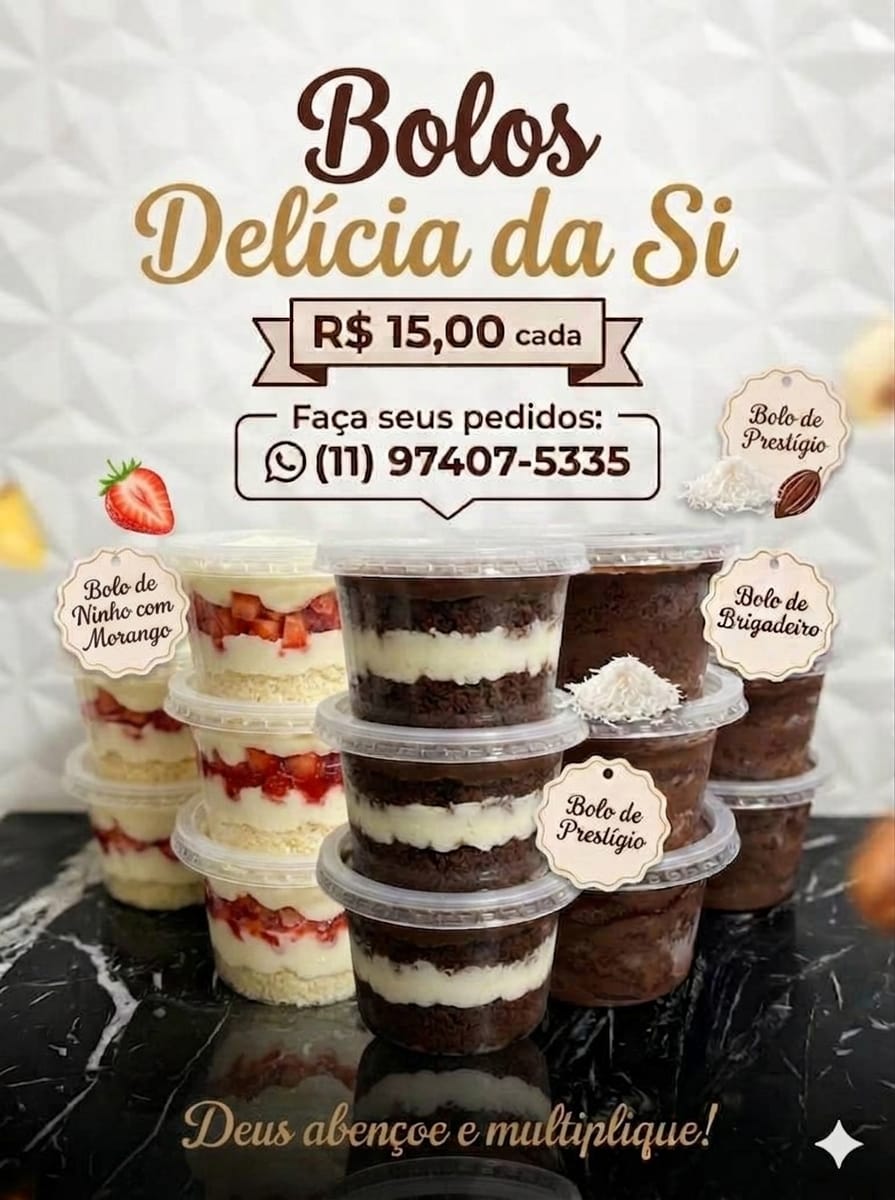 Bolos
Delícia da Si
R$ 15,00 cada
Faça seus pedidos:
(11) 97407-5335
Bolo de
Prestígio
Bolo de
Ninho com
Morango
Bolo de
Brigadeiro
Bolo de
Prestígio
Deus abençoe e multiplique!